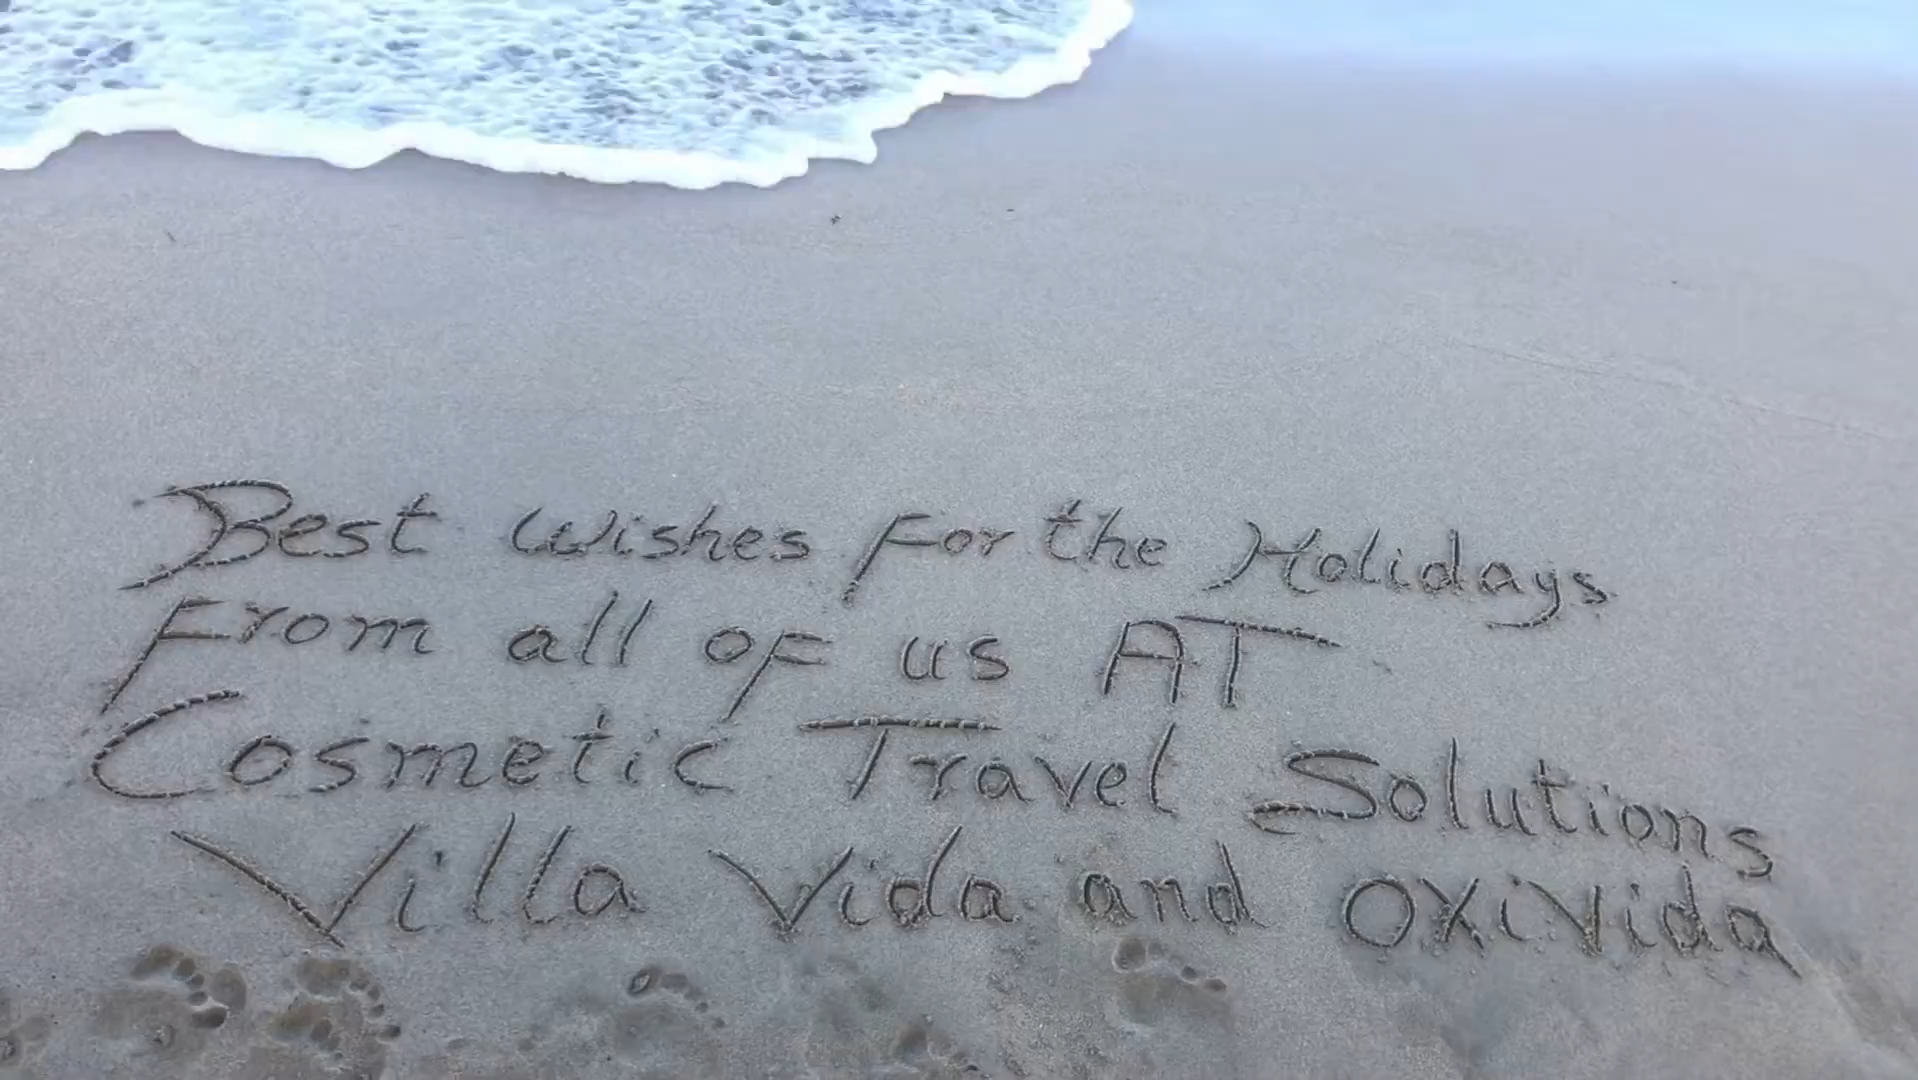 Best wishes For the Holidays
From all oF us AT
Cosmetic Travel Solutions
Villa Vida and OXiVida